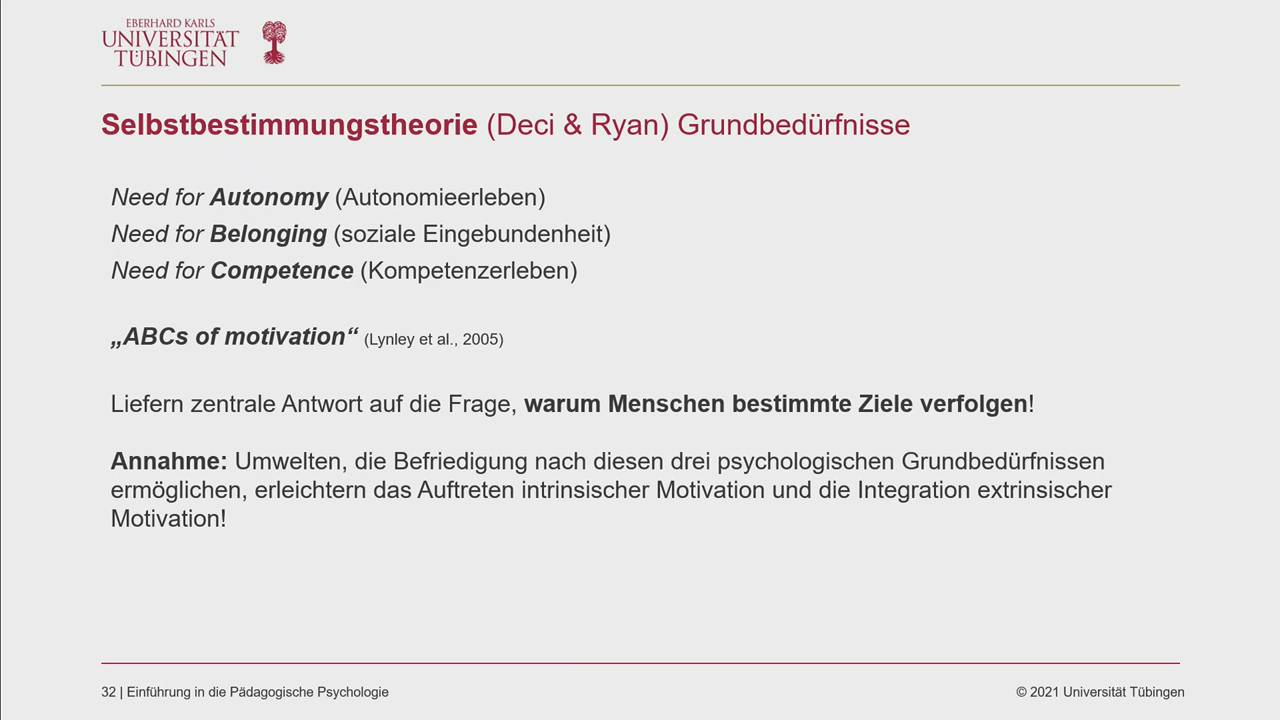 EBERHARD KARLS
UNIVERSITÄT
TÜBINGEN
Selbstbestimmungstheorie (Deci & Ryan) Grundbedürfnisse
Need for Autonomy (Autonomieerleben)
Need for Belonging (soziale Eingebundenheit)
Need for Competence (Kompetenzerleben)
„ABCs of motivation“ (Lynley et al., 2005)
Liefern zentrale Antwort auf die Frage, warum Menschen bestimmte Ziele verfolgen!
Annahme: Umwelten, die Befriedigung nach diesen drei psychologischen Grundbedürfnissen
ermöglichen, erleichtern das Auftreten intrinsischer Motivation und die Integration extrinsischer
Motivation!
32 | Einführung in die Pädagogische Psychologie
© 2021 Universität Tübingen